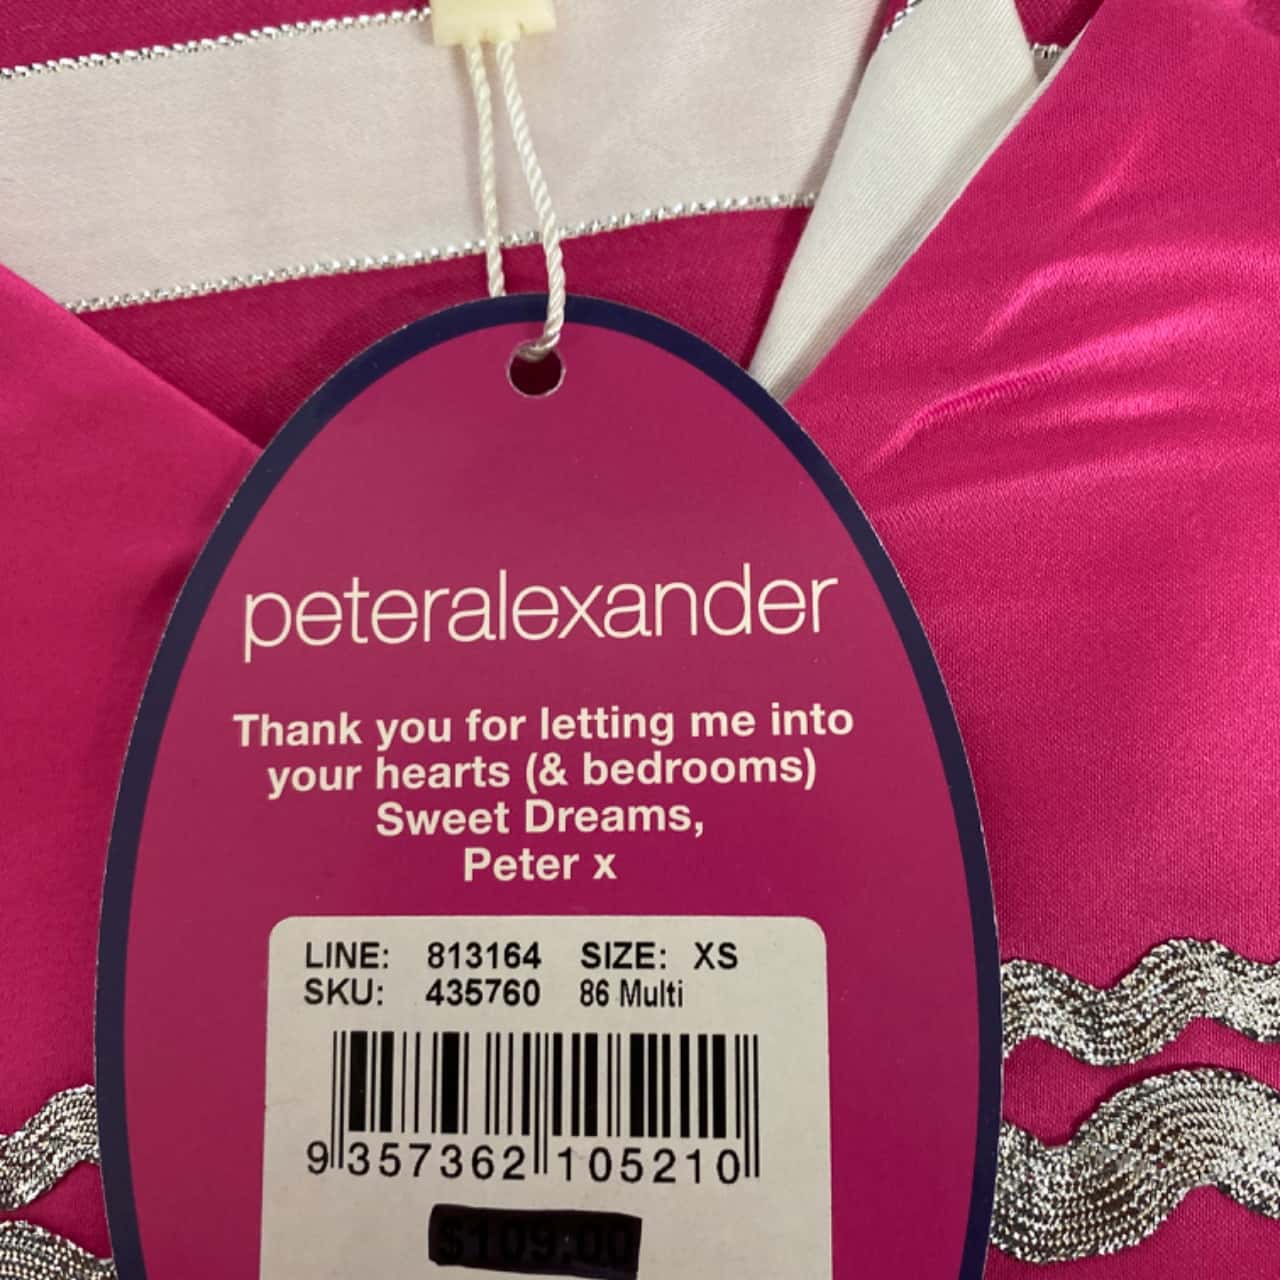 peteralexander
Thank you for letting me into
your hearts (& bedrooms)
Sweet Dreams,
Peter x
LINE: 813164 SIZE: XS
SKU: 435760 86 Multi
9 357362 105210
$109.00